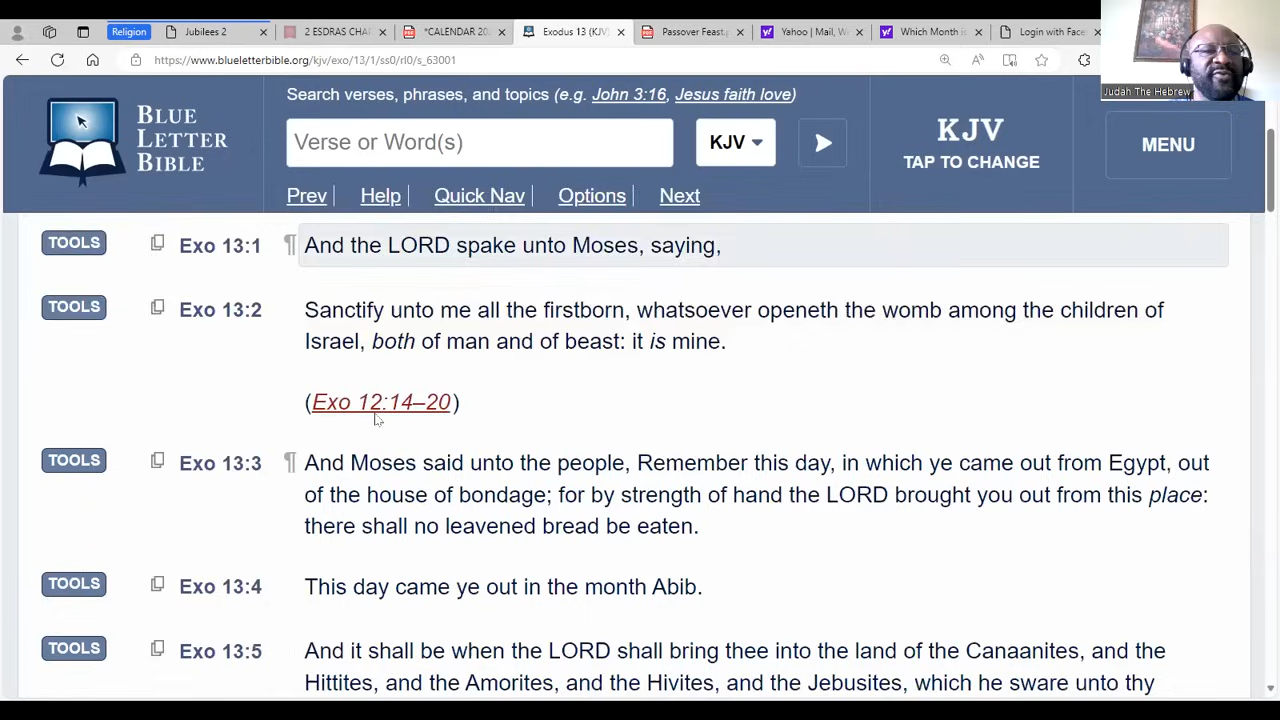 Religion
Jubilees 2
2 ESDRAS CHA
*CALENDAR 20
Exodus 13 (KJV)
Passover Feast.p
Yahoo | Mail, We
Which Month is
Login with Face
https://www.blueletterbible.org/kjv/exo/13/1/ss0/rl0/s_63001
Judah The Hebrew
BLUE
LETTER
BIBLE
Search verses, phrases, and topics (e.g. John 3:16, Jesus faith love)
Verse or Word(s)
KJV
Prev Help Quick Nav Options Next
KJV
TAP TO CHANGE
MENU
TOOLS Exo 13:1 ¶ And the LORD spake unto Moses, saying,
TOOLS Exo 13:2 Sanctify unto me all the firstborn, whatsoever openeth the womb among the children of
Israel, both of man and of beast: it is mine.
(Exo 12:14–20)
TOOLS Exo 13:3 ¶ And Moses said unto the people, Remember this day, in which ye came out from Egypt, out
of the house of bondage; for by strength of hand the LORD brought you out from this place:
there shall no leavened bread be eaten.
TOOLS Exo 13:4 This day came ye out in the month Abib.
TOOLS Exo 13:5 And it shall be when the LORD shall bring thee into the land of the Canaanites, and the
Hittites, and the Amorites, and the Hivites, and the Jebusites, which he sware unto thy